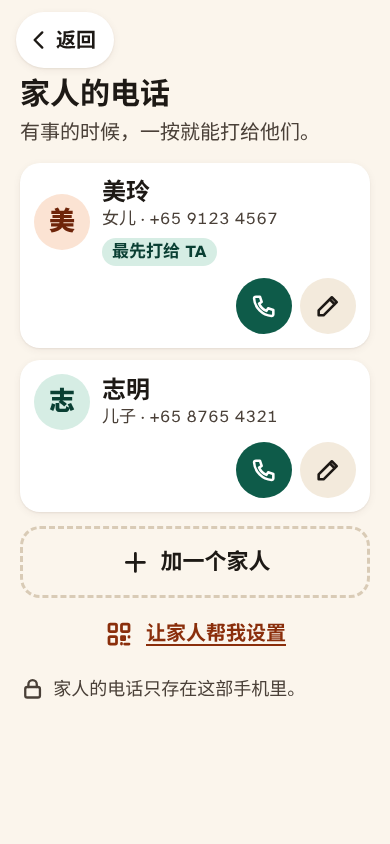 返回
家人的电话
有事的时候，一按就能打给他们。
美
美玲
女儿 · +65 9123 4567
最先打给 TA
志
志明
儿子 · +65 8765 4321
加一个家人
让家人帮我设置
家人的电话只存在这部手机里。